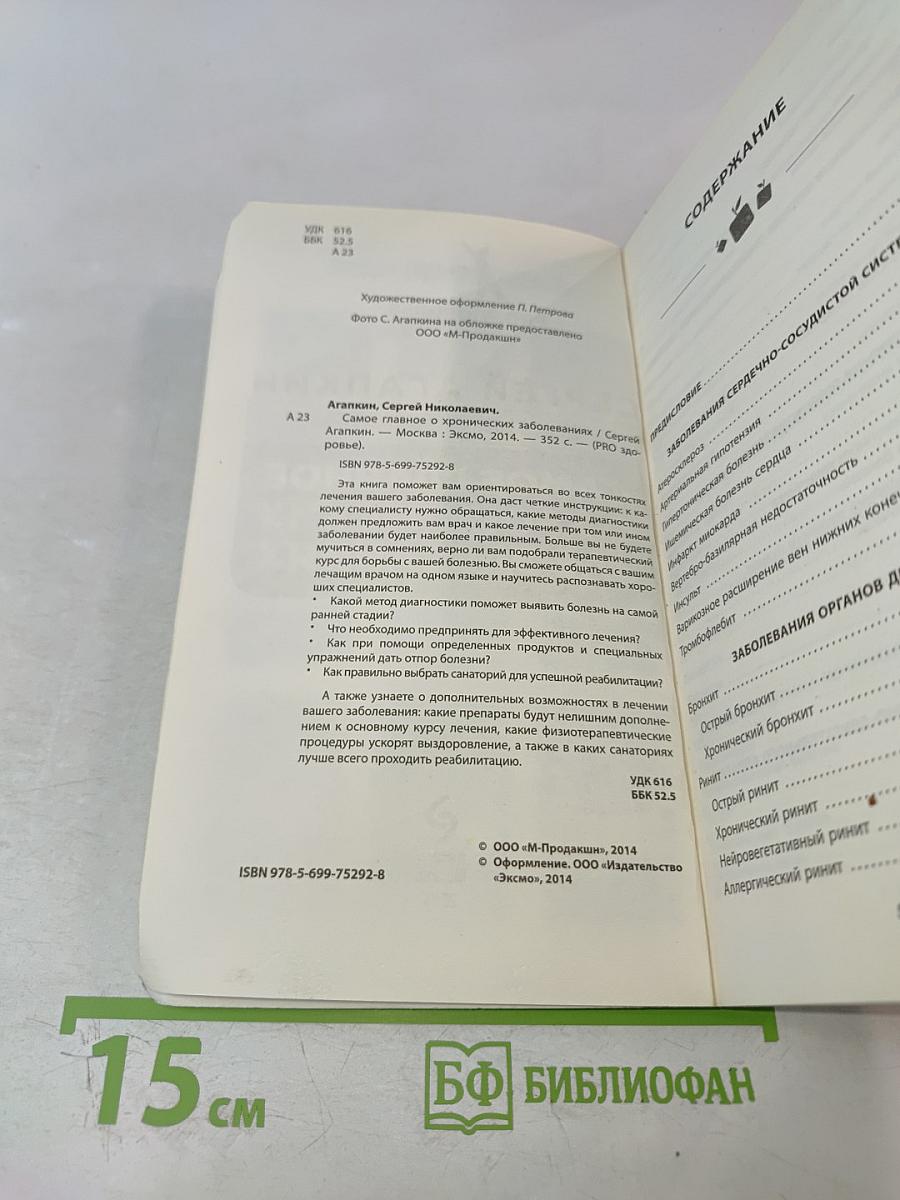 УДК 616
ББК 52.5
А 23
Художественное оформление П. Петрова
Фото С. Агапкина на обложке предоставлено
ООО «М-Продакшн»
Агапкин, Сергей Николаевич.
А 23 Самое главное о хронических заболеваниях / Сергей
Агапкин. — Москва : Эксмо, 2014. — 352 с. — (PRO здо-
ровье).
ISBN 978-5-699-75292-8
Эта книга поможет вам ориентироваться во всех тонкостях
лечения вашего заболевания. Она даст четкие инструкции: к ка-
кому специалисту нужно обращаться, какие методы диагностики
должен предложить вам врач и какое лечение при том или ином
заболевании будет наиболее правильным. Больше вы не будете
мучиться в сомнениях, верно ли вам подобрали терапевтический
курс для борьбы с вашей болезнью. Вы сможете общаться с вашим
лечащим врачом на одном языке и научитесь распознавать хоро-
ших специалистов.
• Какой метод диагностики поможет выявить болезнь на самой
ранней стадии?
• Что необходимо предпринять для эффективного лечения?
• Как при помощи определенных продуктов и специальных
упражнений дать отпор болезни?
• Как правильно выбрать санаторий для успешной реабилитации?
А также узнаете о дополнительных возможностях в лечении
вашего заболевания: какие препараты будут нелишним дополне-
нием к основному курсу лечения, какие физиотерапевтические
процедуры ускорят выздоровление, а также в каких санаториях
лучше всего проходить реабилитацию.
УДК 616
ББК 52.5
© ООО «М-Продакшн», 2014
© Оформление. ООО «Издательство
«Эксмо», 2014
ISBN 978-5-699-75292-8
СОДЕРЖАНИЕ
ПРЕДИСЛОВИЕ
ЗАБОЛЕВАНИЯ СЕРДЕЧНО-СОСУДИСТОЙ СИСТЕ
Атеросклероз
Артериальная гипотензия
Гипертоническая болезнь
Ишемическая болезнь сердца
Инфаркт миокарда
Вертебро-базилярная недостаточность
Инсульт
Варикозное расширение вен нижних конеч
Тромбофлебит
ЗАБОЛЕВАНИЯ ОРГАНОВ Д
Бронхит
Острый бронхит
Хронический бронхит
Ринит
Острый ринит
Хронический ринит
Нейровегетативный ринит
Аллергический ринит
15 см
БФ БИБЛИОФАН